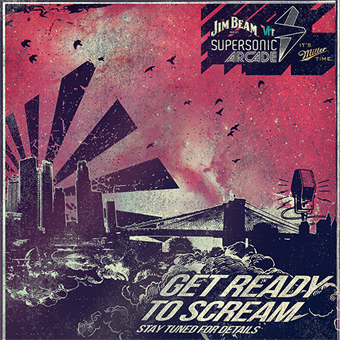 JIM BEAM
SUPERSONIC
ARCADE
IT'S
Miller
TIME.
GET READY
TO SCREAM
STAY TUNED FOR DETAILS